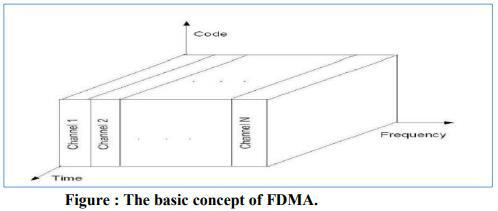 Code
Channel 1
Channel 2
Channel N
Frequency
Time
Figure : The basic concept of FDMA.